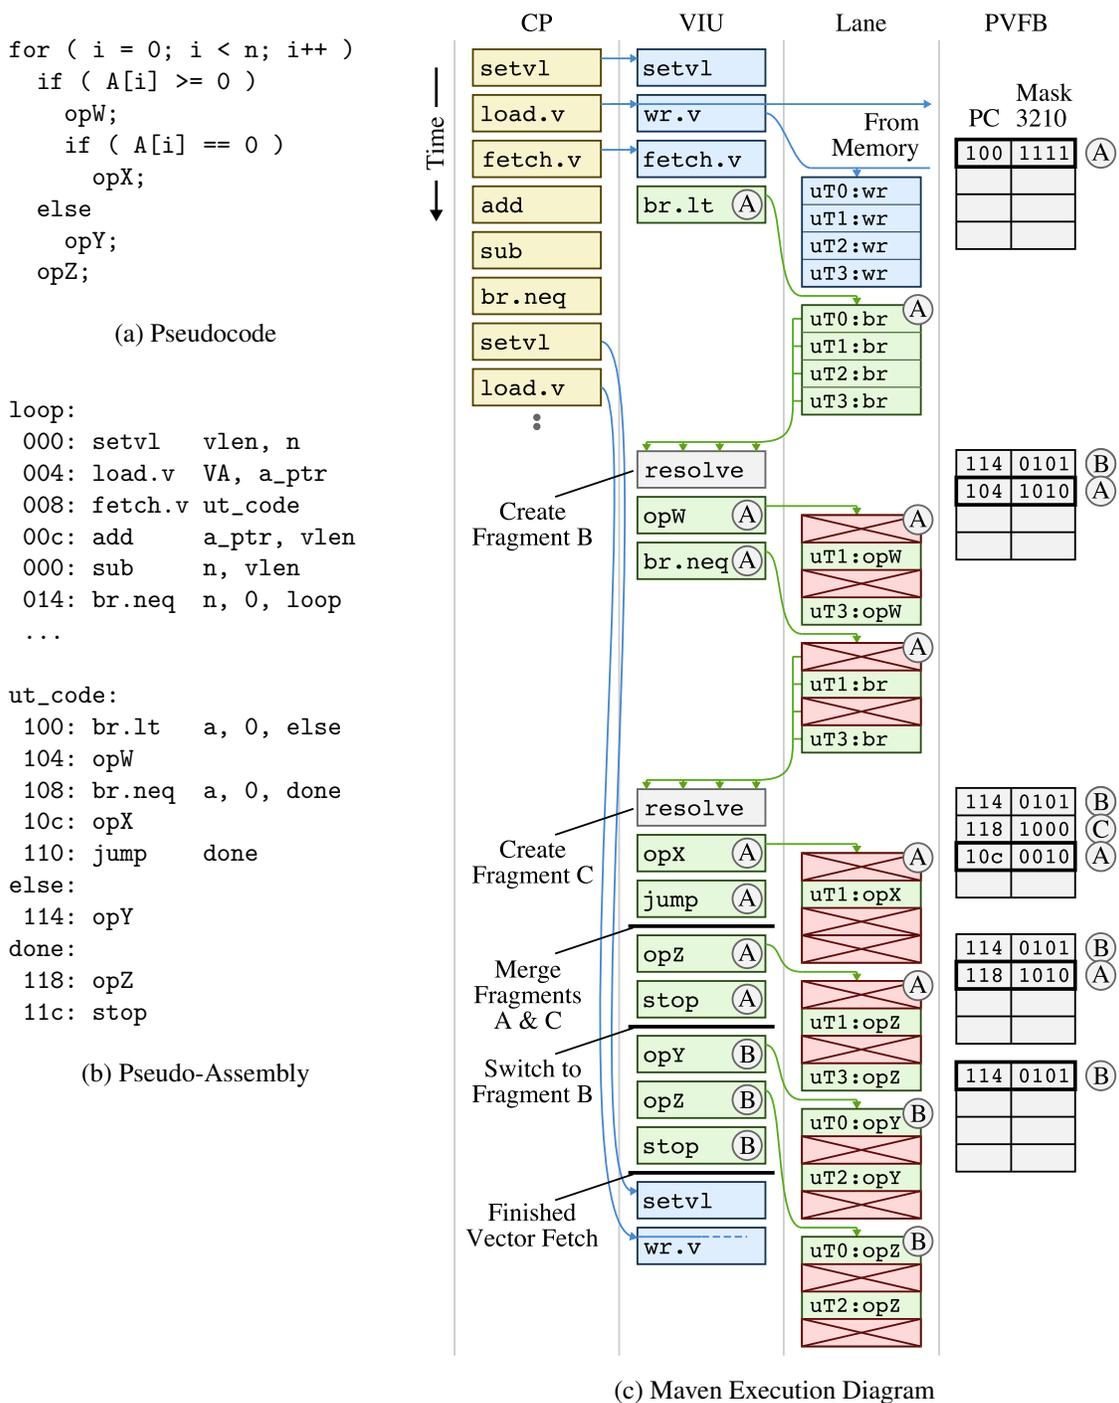 for ( i = 0; i < n; i++ )
if ( A[i] >= 0 )
opW;
if ( A[i] == 0 )
opX;
else
opY;
opZ;
(a) Pseudocode
loop:
000: setvl vlen, n
004: load.v VA, a_ptr
008: fetch.v ut_code
00c: add a_ptr, vlen
000: sub n, vlen
014: br.neq n, 0, loop
...
ut_code:
100: br.lt a, 0, else
104: opW
108: br.neq a, 0, done
10c: opX
110: jump done
else:
114: opY
done:
118: opZ
11c: stop
(b) Pseudo-Assembly
Time
CP
setvl
load.v
fetch.v
add
sub
br.neq
setvl
load.v
Create
Fragment B
Create
Fragment C
Merge
Fragments
A & C
Switch to
Fragment B
Finished
Vector Fetch
VIU
setvl
wr.v
fetch.v
br.lt A
resolve
opW A
br.neq A
resolve
opX A
jump A
opZ A
stop A
opY B
opZ B
stop B
setvl
wr.v
Lane
From
Memory
uT0:wr
uT1:wr
uT2:wr
uT3:wr
A
uT0:br
uT1:br
uT2:br
uT3:br
A
uT1:opW
uT3:opW
A
uT1:br
uT3:br
A
uT1:opX
A
uT1:opZ
uT3:opZ
uT0:opY B
uT2:opY
uT0:opZ B
uT2:opZ
PVFB
Mask
PC 3210
100 1111 A
114 0101 B
104 1010 A
114 0101 B
118 1000 C
10c 0010 A
114 0101 B
118 1010 A
114 0101 B
(c) Maven Execution Diagram